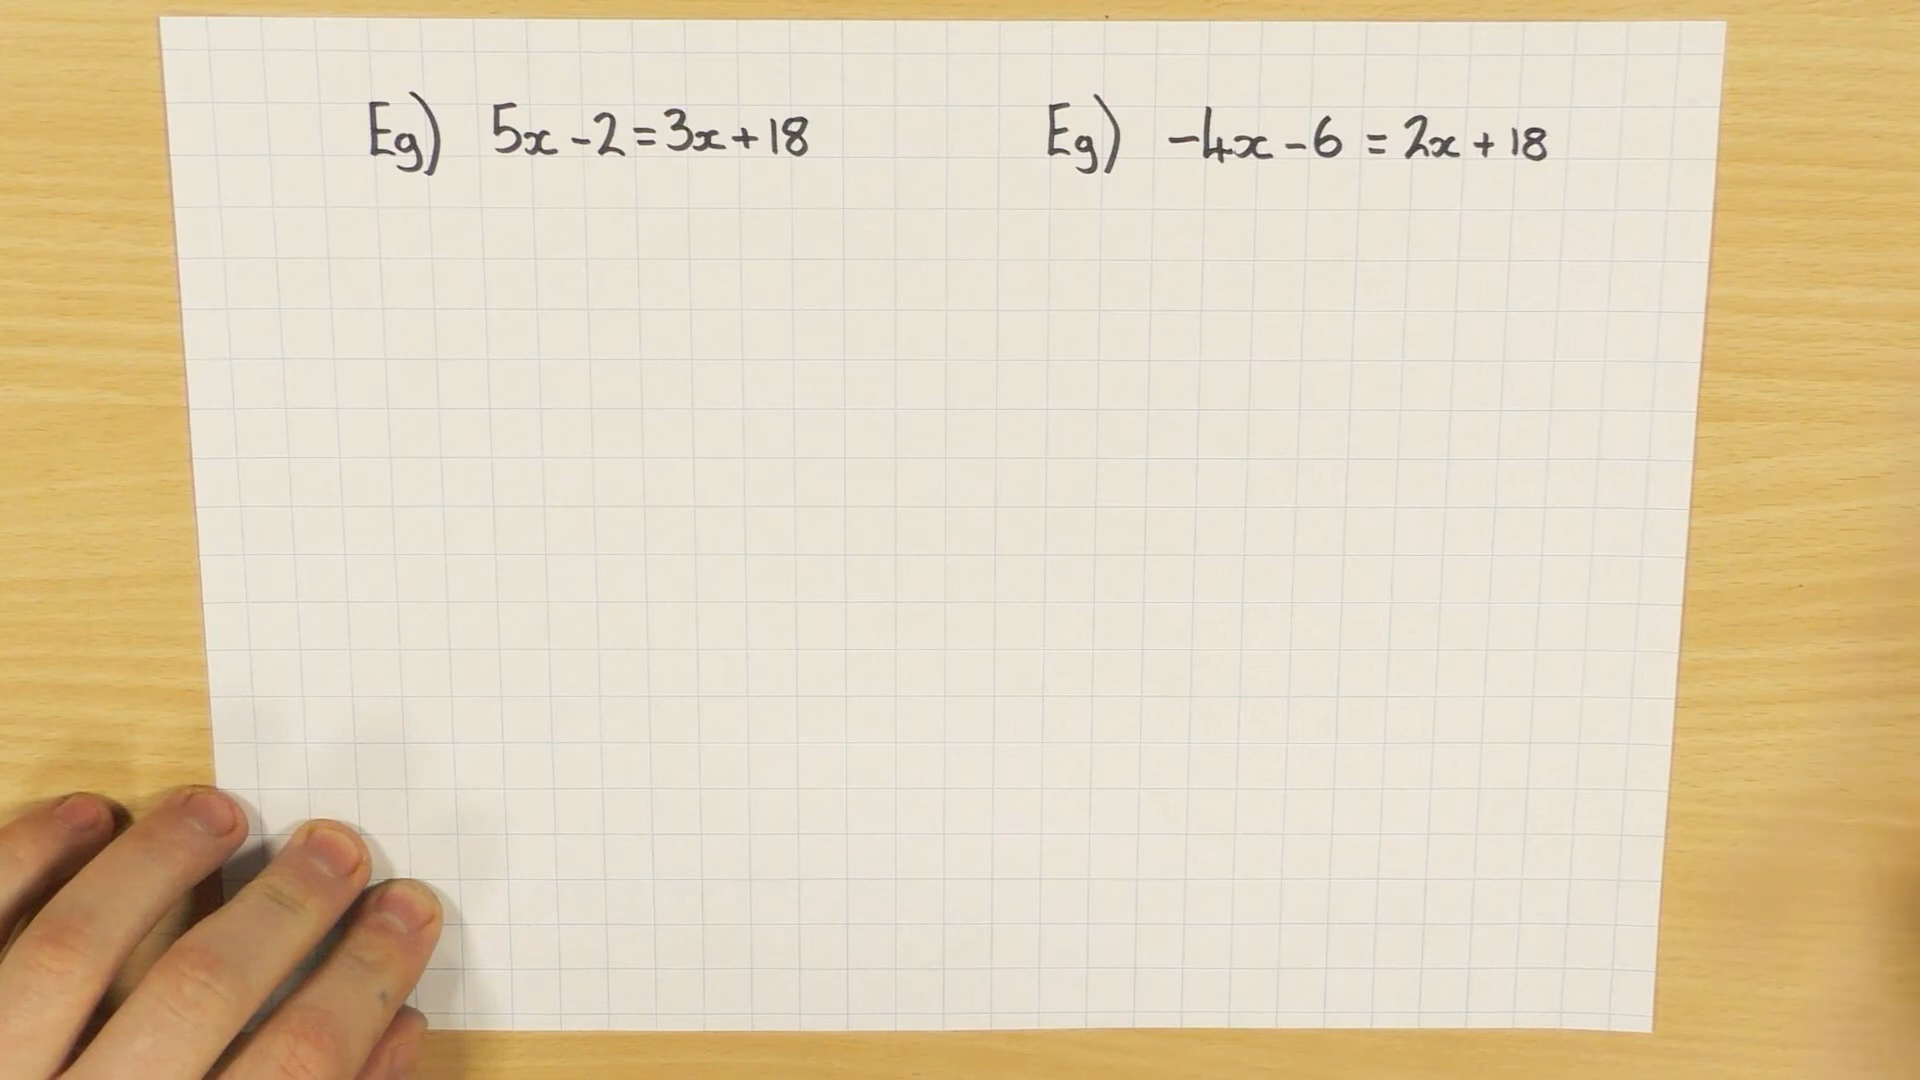 Eg) 5x - 2 = 3x + 18
Eg) -4x - 6 = 2x + 18